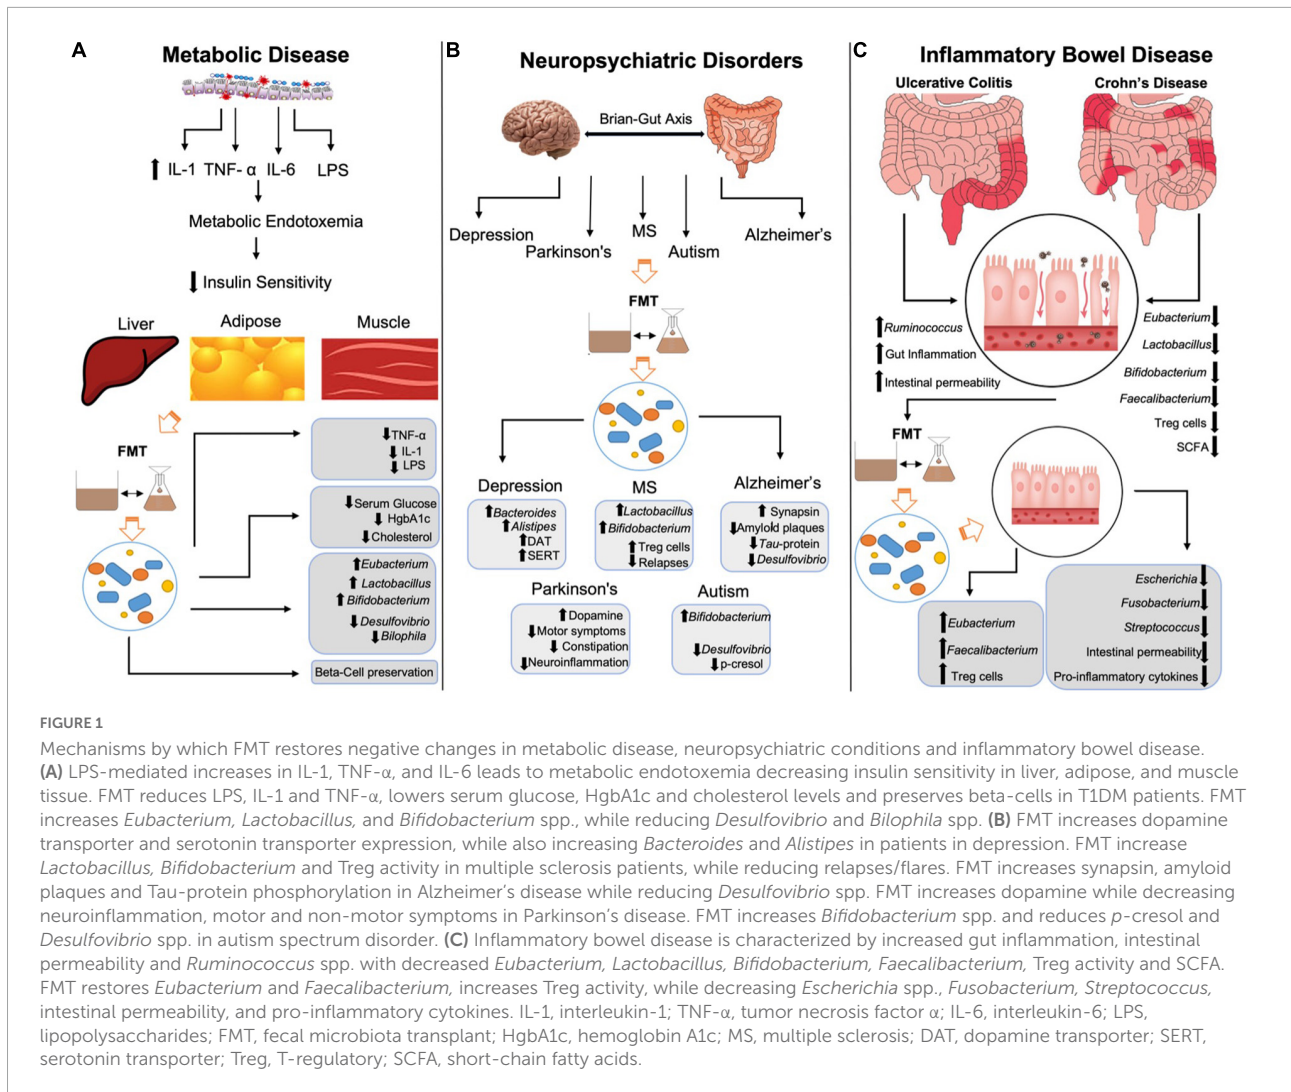 A
Metabolic Disease
IL-1 TNF- α IL-6 LPS
Metabolic Endotoxemia
Insulin Sensitivity
Liver
Adipose
Muscle
FMT
TNF-α
IL-1
LPS
Serum Glucose
HgbA1c
Cholesterol
Eubacterium
Lactobacillus
Bifidobacterium
Desulfovibrio
Bilophila
Beta-Cell preservation
B
Neuropsychiatric Disorders
Brian-Gut Axis
Depression
Parkinson's
MS
Autism
Alzheimer's
FMT
Depression
Bacteroides
Alistipes
DAT
SERT
MS
Lactobacillus
Bifidobacterium
Treg cells
Relapses
Alzheimer's
Synapsin
Amyloid plaques
Tau-protein
Desulfovibrio
Parkinson's
Dopamine
Motor symptoms
Constipation
Neuroinflammation
Autism
Bifidobacterium
Desulfovibrio
p-cresol
C
Inflammatory Bowel Disease
Ulcerative Colitis
Crohn's Disease
Ruminococcus
Gut Inflammation
Intestinal permeability
Eubacterium
Lactobacillus
Bifidobacterium
Faecalibacterium
Treg cells
SCFA
FMT
Eubacterium
Faecalibacterium
Treg cells
Escherichia
Fusobacterium
Streptococcus
Intestinal permeability
Pro-inflammatory cytokines
FIGURE 1
Mechanisms by which FMT restores negative changes in metabolic disease, neuropsychiatric conditions and inflammatory bowel disease.
(A) LPS-mediated increases in IL-1, TNF-α, and IL-6 leads to metabolic endotoxemia decreasing insulin sensitivity in liver, adipose, and muscle
tissue. FMT reduces LPS, IL-1 and TNF-α, lowers serum glucose, HgbA1c and cholesterol levels and preserves beta-cells in T1DM patients. FMT
increases Eubacterium, Lactobacillus, and Bifidobacterium spp., while reducing Desulfovibrio and Bilophila spp. (B) FMT increases dopamine
transporter and serotonin transporter expression, while also increasing Bacteroides and Alistipes in patients in depression. FMT increase
Lactobacillus, Bifidobacterium and Treg activity in multiple sclerosis patients, while reducing relapses/flares. FMT increases synapsin, amyloid
plaques and Tau-protein phosphorylation in Alzheimer's disease while reducing Desulfovibrio spp. FMT increases dopamine while decreasing
neuroinflammation, motor and non-motor symptoms in Parkinson's disease. FMT increases Bifidobacterium spp. and reduces p-cresol and
Desulfovibrio spp. in autism spectrum disorder. (C) Inflammatory bowel disease is characterized by increased gut inflammation, intestinal
permeability and Ruminococcus spp. with decreased Eubacterium, Lactobacillus, Bifidobacterium, Faecalibacterium, Treg activity and SCFA.
FMT restores Eubacterium and Faecalibacterium, increases Treg activity, while decreasing Escherichia spp., Fusobacterium, Streptococcus,
intestinal permeability, and pro-inflammatory cytokines. IL-1, interleukin-1; TNF-α, tumor necrosis factor α; IL-6, interleukin-6; LPS,
lipopolysaccharides; FMT, fecal microbiota transplant; HgbA1c, hemoglobin A1c; MS, multiple sclerosis; DAT, dopamine transporter; SERT,
serotonin transporter; Treg, T-regulatory; SCFA, short-chain fatty acids.